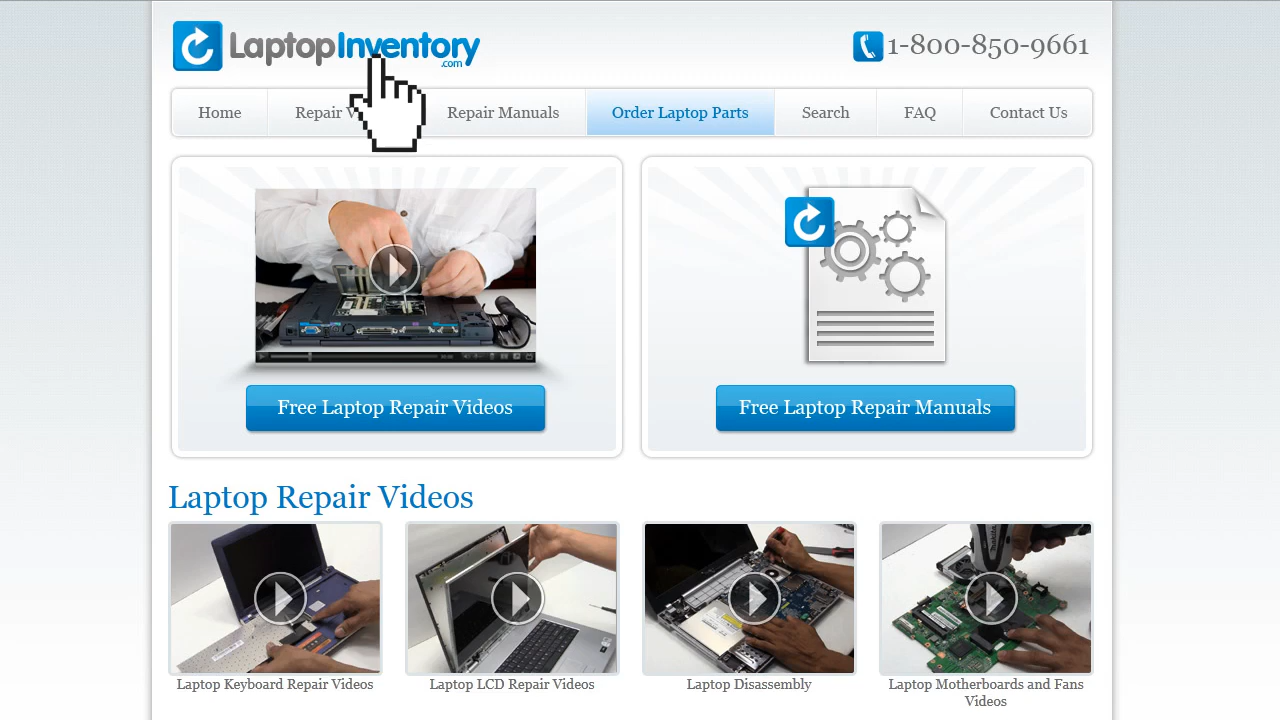 LaptopInventory
.com
1-800-850-9661
Home
Repair V
Repair Manuals
Order Laptop Parts
Search
FAQ
Contact Us
Free Laptop Repair Videos
Free Laptop Repair Manuals
Laptop Repair Videos
Laptop Keyboard Repair Videos
Laptop LCD Repair Videos
Laptop Disassembly
Laptop Motherboards and Fans
Videos